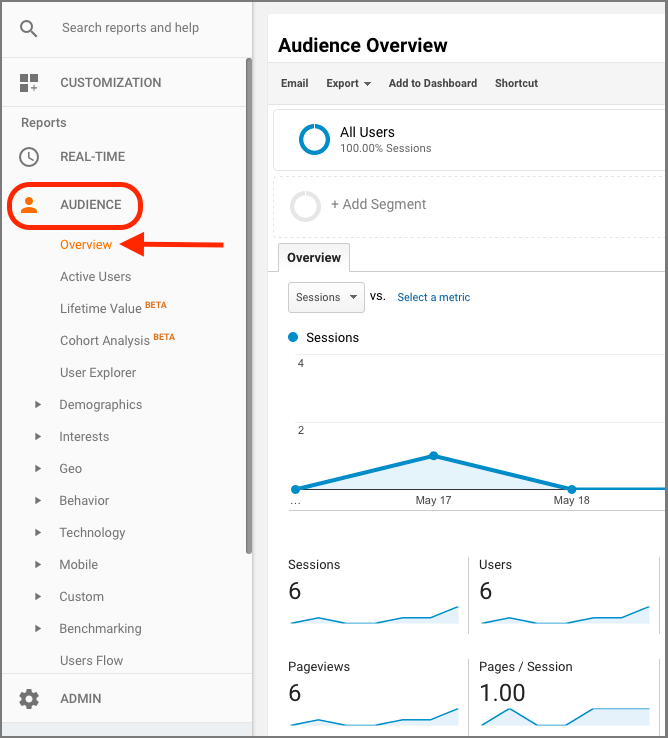 Search reports and help
CUSTOMIZATION
Reports
REAL-TIME
AUDIENCE
Overview
Active Users
Lifetime Value BETA
Cohort Analysis BETA
User Explorer
Demographics
Interests
Geo
Behavior
Technology
Mobile
Custom
Benchmarking
Users Flow
ADMIN
Audience Overview
Email Export Add to Dashboard Shortcut
All Users
100.00% Sessions
+ Add Segment
Overview
Sessions vs. Select a metric
Sessions
4
2
... May 17 May 18
Sessions Users
6 6
Pageviews Pages / Session
6 1.00